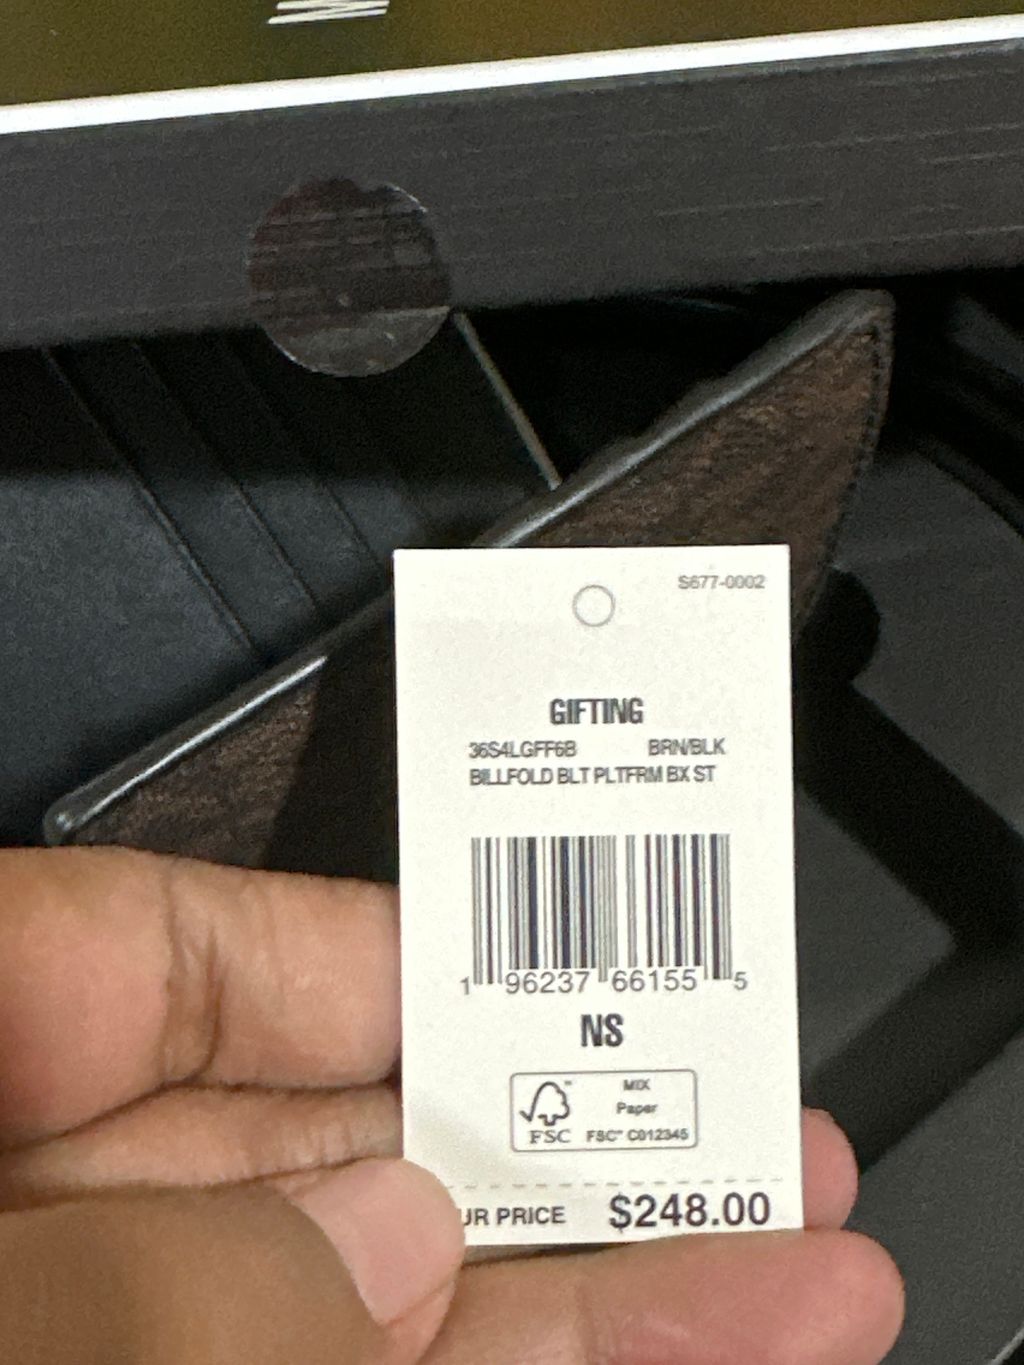 S677-0002
GIFTING
36S4LGFF6B BRN/BLK
BILLFOLD BLT PLTFRM BX ST
1 96237 66155 5
NS
MIX
Paper
FSC FSC™ C012345
UR PRICE $248.00